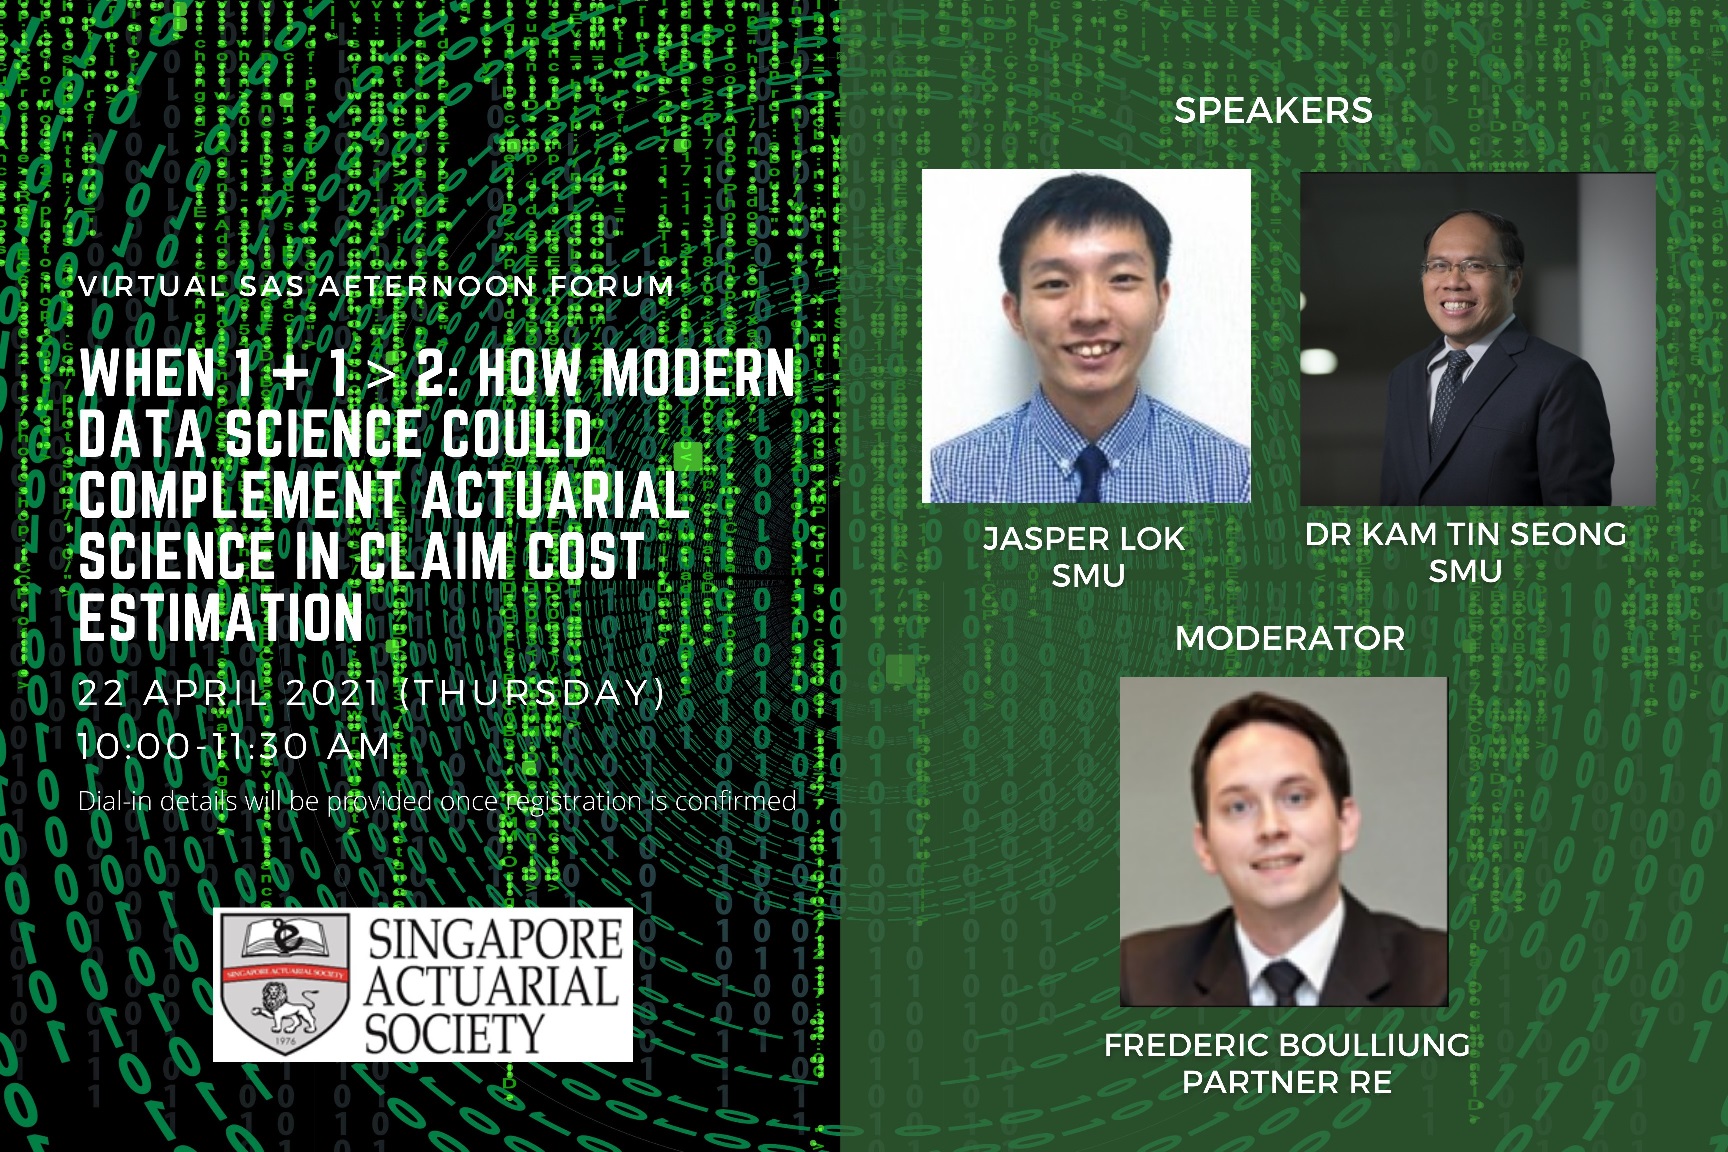 VIRTUAL SAS AFTERNOON FORUM
WHEN 1 + 1 > 2: HOW MODERN
DATA SCIENCE COULD
COMPLEMENT ACTUARIAL
SCIENCE IN CLAIM COST
ESTIMATION
22 APRIL 2021 (THURSDAY)
10:00-11:30 AM
Dial-in details will be provided once registration is confirmed
SINGAPORE ACTUARIAL SOCIETY
1976
SINGAPORE
ACTUARIAL
SOCIETY
SPEAKERS
JASPER LOK
SMU
DR KAM TIN SEONG
SMU
MODERATOR
FREDERIC BOULLIUNG
PARTNER RE